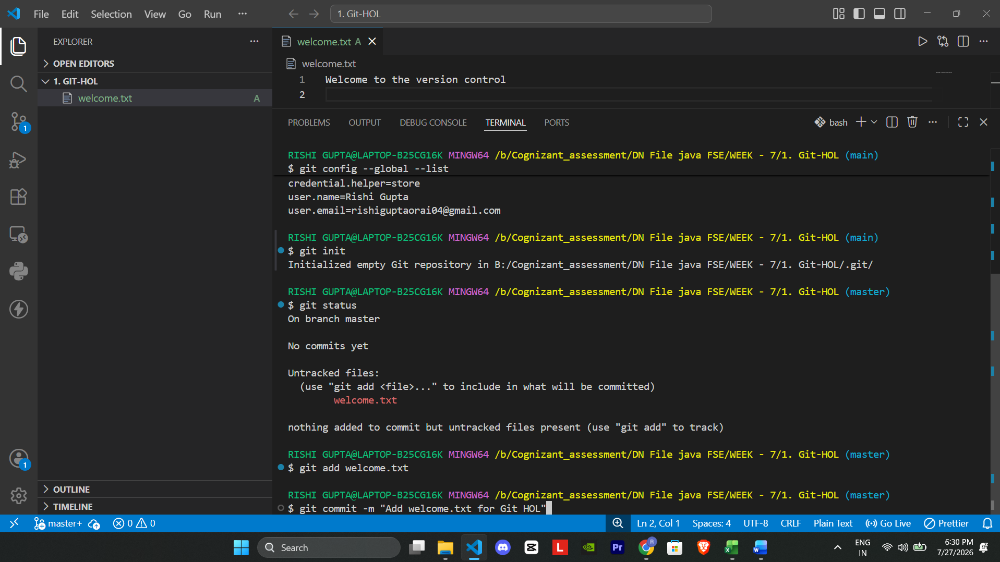 File Edit Selection View Go Run ··· 1. Git-HOL
EXPLORER
OPEN EDITORS
1. GIT-HOL
welcome.txt A
OUTLINE
TIMELINE
1
1
welcome.txt A
welcome.txt
1 Welcome to the version control
2
PROBLEMS OUTPUT DEBUG CONSOLE TERMINAL PORTS bash
RISHI GUPTA@LAPTOP-B25CG16K MINGW64 /b/Cognizant_assessment/DN File java FSE/WEEK - 7/1. Git-HOL (main)
$ git config --global --list
credential.helper=store
user.name=Rishi Gupta
user.email=rishiguptaorai04@gmail.com
RISHI GUPTA@LAPTOP-B25CG16K MINGW64 /b/Cognizant_assessment/DN File java FSE/WEEK - 7/1. Git-HOL (main)
$ git init
Initialized empty Git repository in B:/Cognizant_assessment/DN File java FSE/WEEK - 7/1. Git-HOL/.git/
RISHI GUPTA@LAPTOP-B25CG16K MINGW64 /b/Cognizant_assessment/DN File java FSE/WEEK - 7/1. Git-HOL (master)
$ git status
On branch master
No commits yet
Untracked files:
(use "git add <file>..." to include in what will be committed)
welcome.txt
nothing added to commit but untracked files present (use "git add" to track)
RISHI GUPTA@LAPTOP-B25CG16K MINGW64 /b/Cognizant_assessment/DN File java FSE/WEEK - 7/1. Git-HOL (master)
$ git add welcome.txt
RISHI GUPTA@LAPTOP-B25CG16K MINGW64 /b/Cognizant_assessment/DN File java FSE/WEEK - 7/1. Git-HOL (master)
$ git commit -m "Add welcome.txt for Git HOL"
master+ 0 0 Ln 2, Col 1 Spaces: 4 UTF-8 CRLF Plain Text Go Live Prettier
Search L Pr R X W
ENG
IN
6:30 PM
7/27/2026